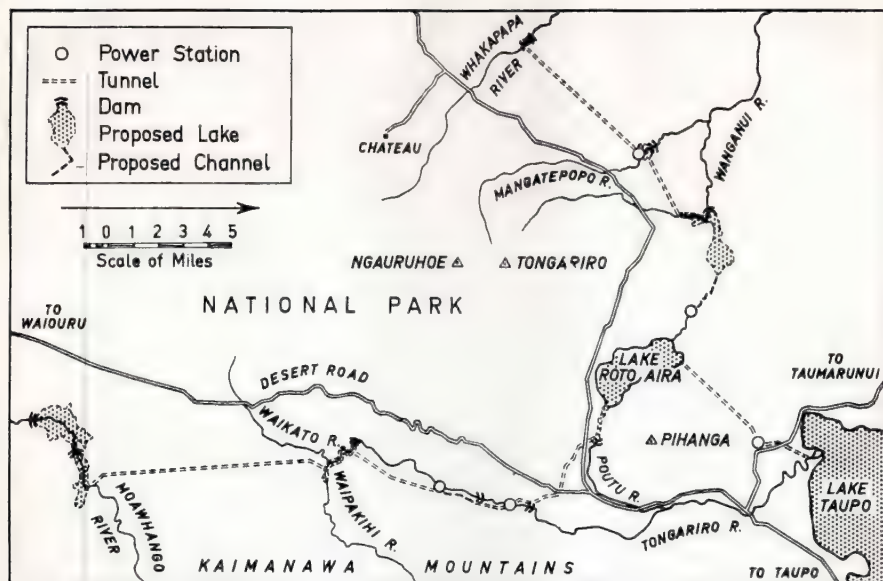 Power Station
Tunnel
Dam
Proposed Lake
Proposed Channel
1 0 1 2 3 4 5
Scale of Miles
WHAKAPAPA
RIVER
CHATEAU
WANGANUI R.
MANGATEPOPO R.
NGAURUHOE
TONGARIRO
NATIONAL PARK
TO
WAIOURU
DESERT ROAD
LAKE
ROTO AIRA
TO
TAUMARUNUI
WAIKATO R.
PIHANGA
POUTU R.
LAKE
TAUPO
MOAWHANGO
RIVER
WAIPAKIHI R.
TONGARIRO R.
KAIMANAWA MOUNTAINS
TO TAUPO